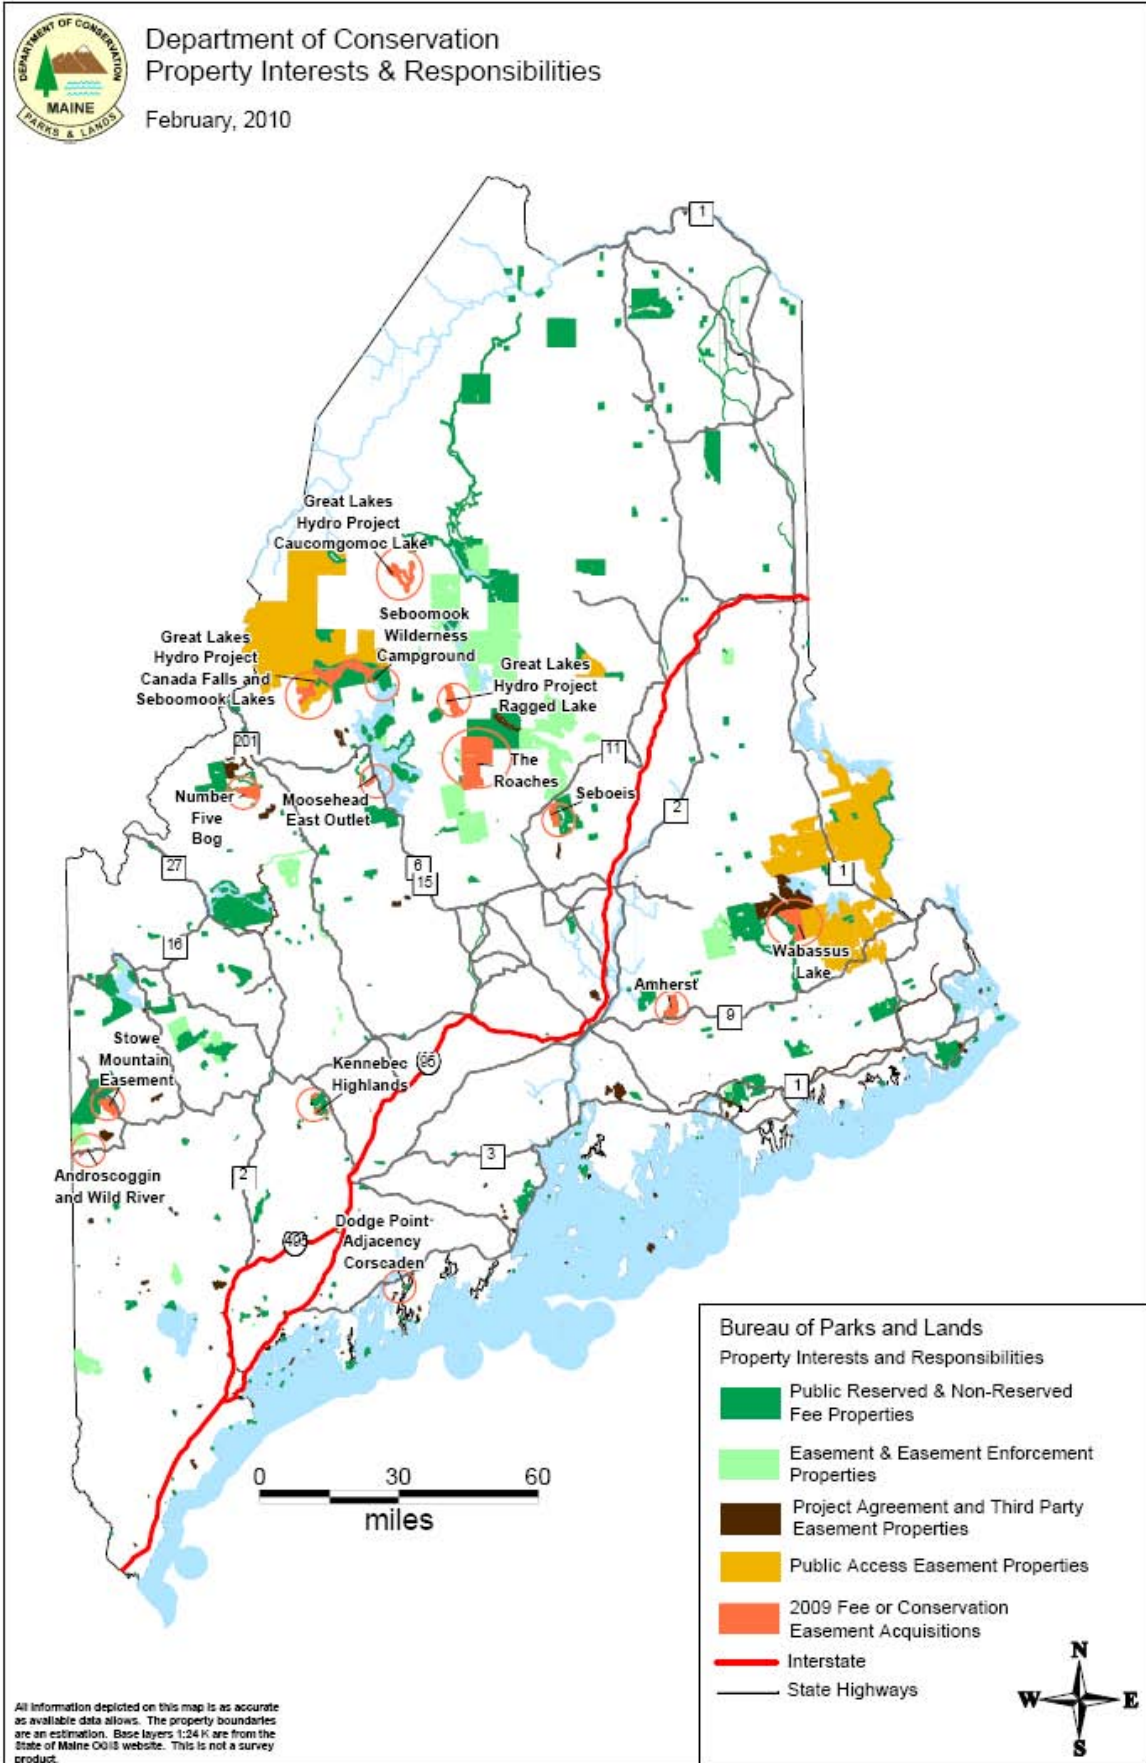 DEPARTMENT OF CONSERVATION
MAINE
PARKS & LANDS
Department of Conservation
Property Interests & Responsibilities
February, 2010
1
Great Lakes
Hydro Project
Caucomgomoc Lake
Seboomook
Wilderness
Campground
Great Lakes
Hydro Project
Canada Falls and
Seboomook Lakes
Great Lakes
Hydro Project
Ragged Lake
201
11
The
Roaches
Number
Five
Bog
Moosehead
East Outlet
Seboeis
2
27
6
15
1
16
Wabassus
Lake
Amherst
9
Stowe
Mountain
Easement
Kennebec
Highlands
95
1
3
2
Androscoggin
and Wild River
495
Dodge Point-
Adjacency
Corscaden
0 30 60
miles
Bureau of Parks and Lands
Property Interests and Responsibilities
Public Reserved & Non-Reserved
Fee Properties
Easement & Easement Enforcement
Properties
Project Agreement and Third Party
Easement Properties
Public Access Easement Properties
2009 Fee or Conservation
Easement Acquisitions
Interstate
State Highways
N
W E
S
All information depicted on this map is as accurate
as available data allows. The property boundaries
are an estimation. Base layers 1:24 K are from the
State of Maine OGIS website. This is not a survey
product.